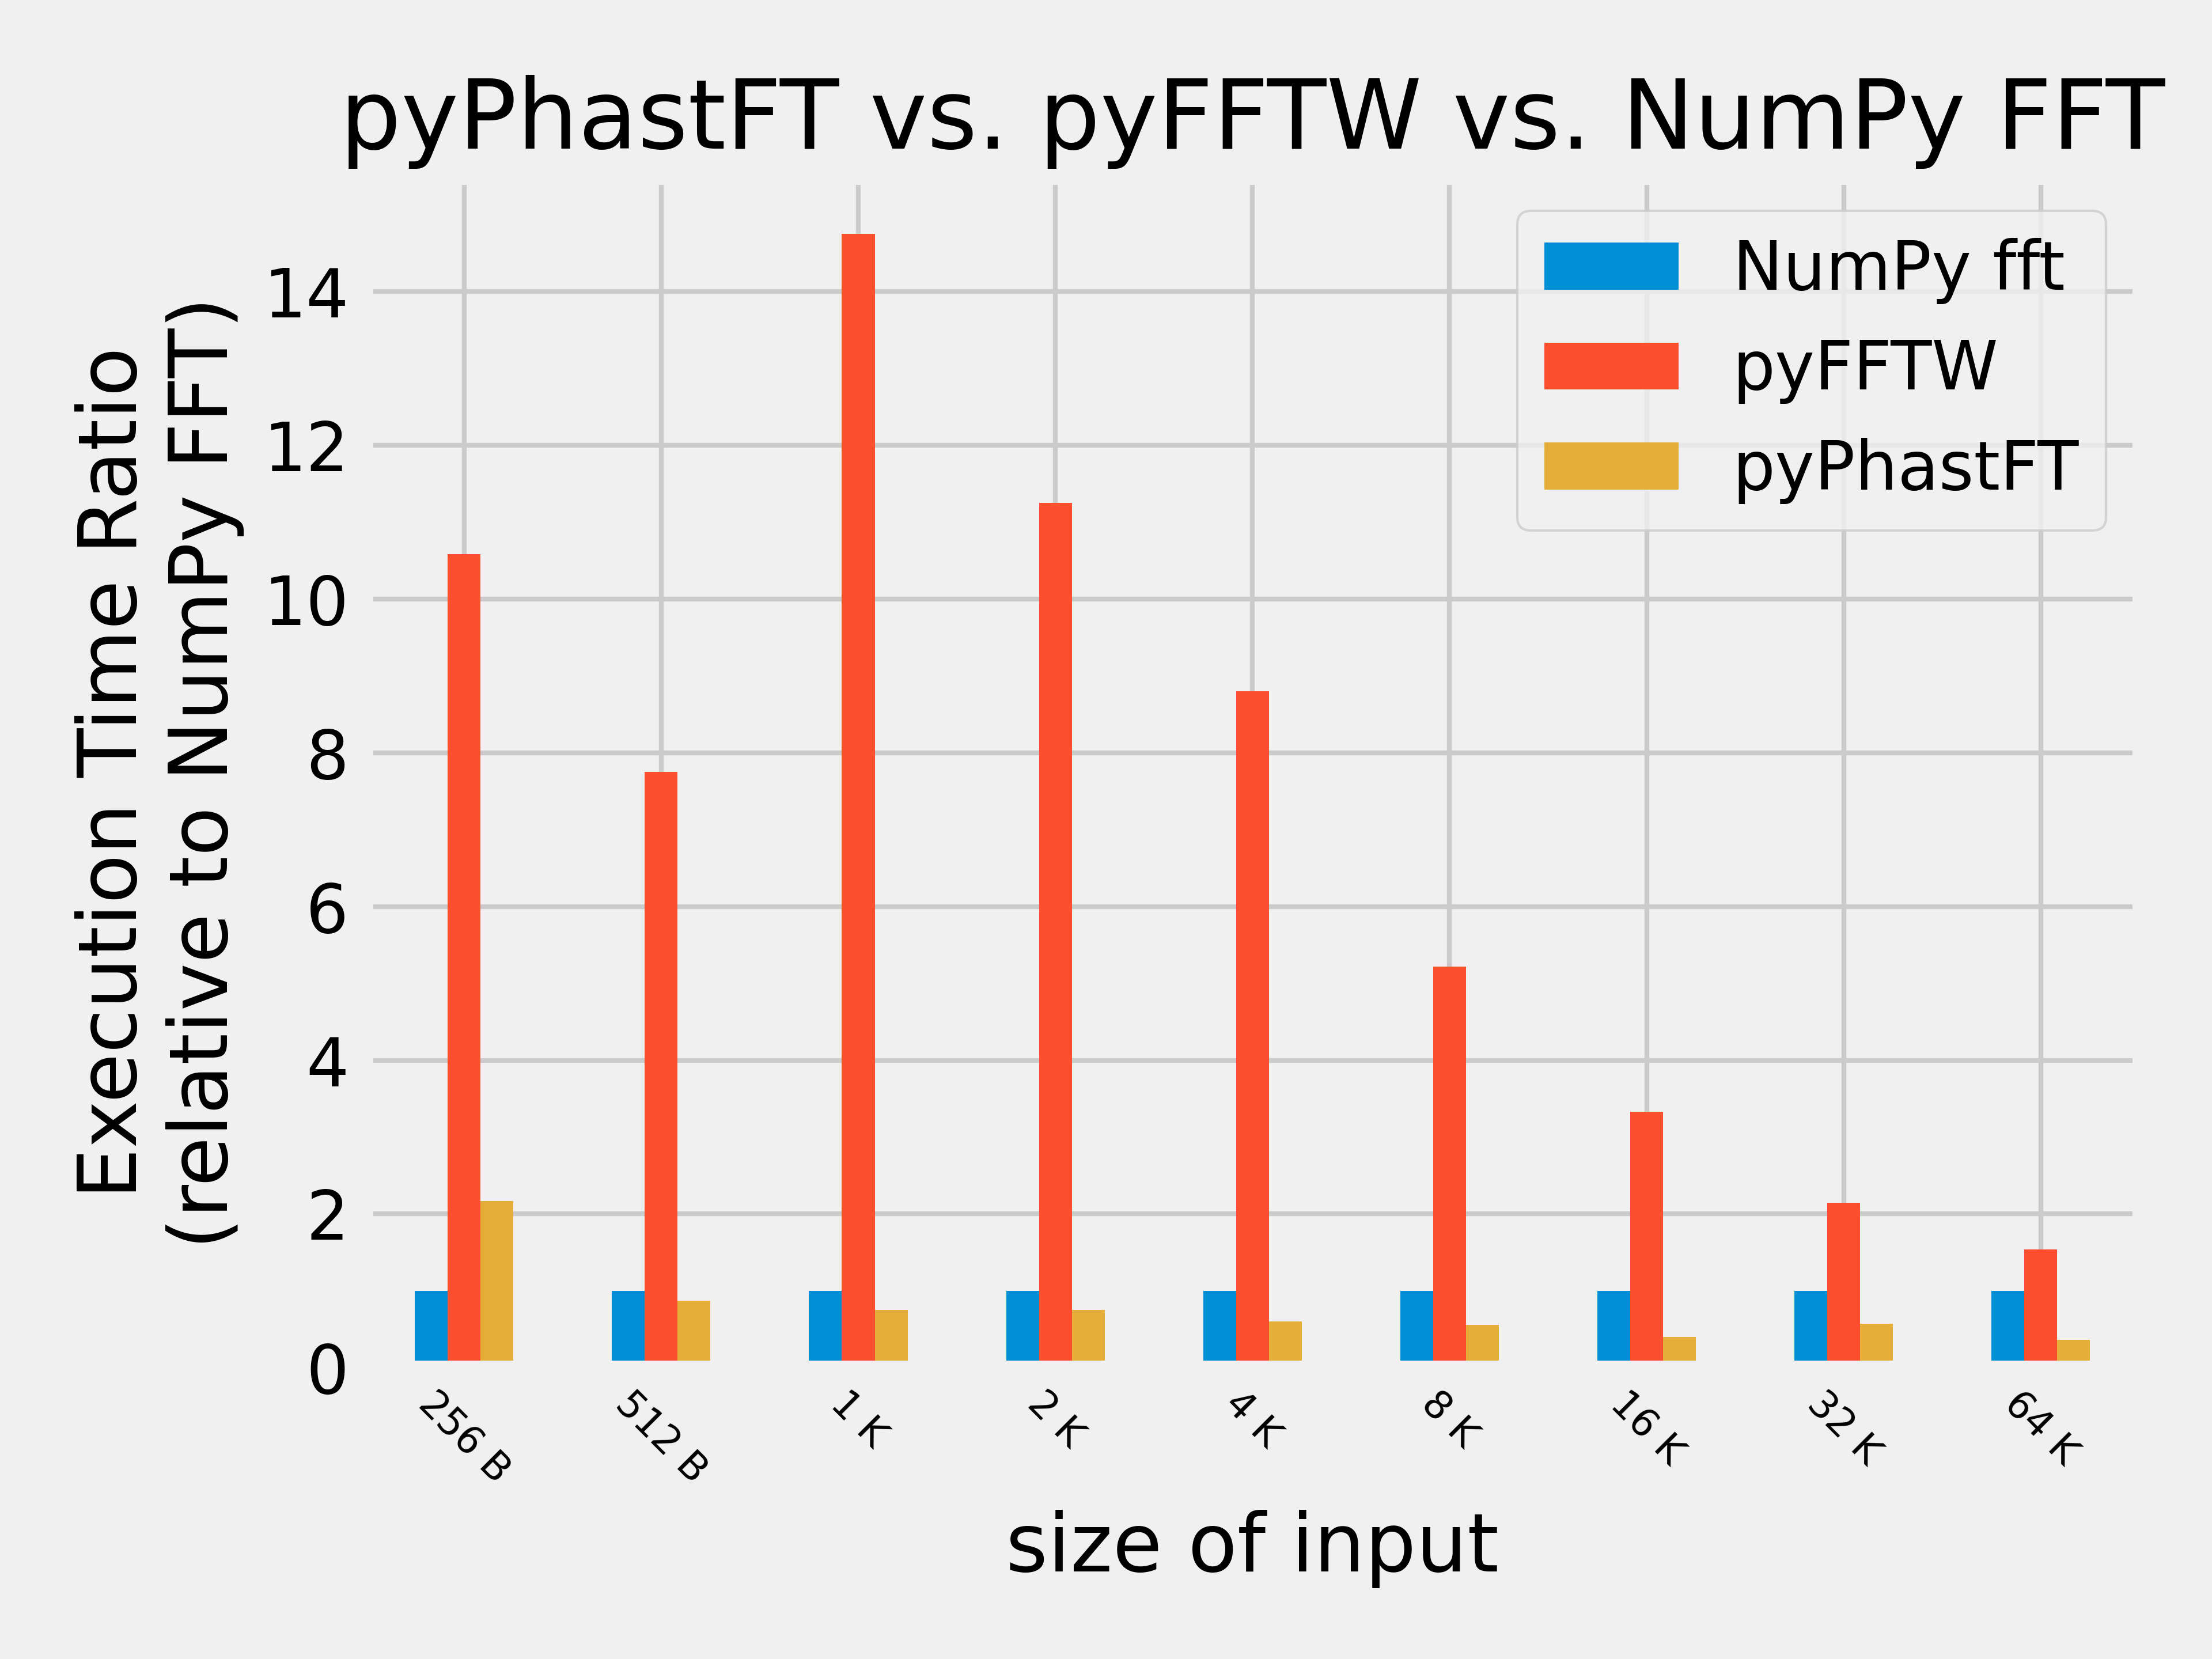 pyPhastFT vs. pyFFTW vs. NumPy FFT
Execution Time Ratio
(relative to NumPy FFT)
14
12
10
8
6
4
2
0
NumPy fft
pyFFTW
pyPhastFT
256 B
512 B
1 K
2 K
4 K
8 K
16 K
32 K
64 K
size of input